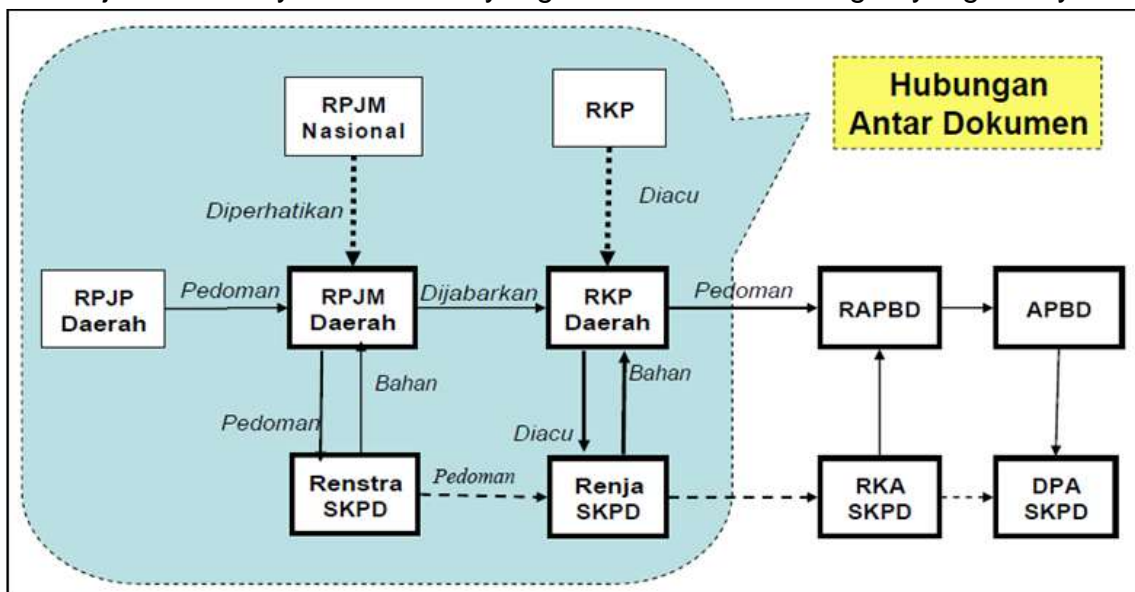 RPJM
Nasional
RKP
Hubungan
Antar Dokumen
Diperhatikan
Diacu
RPJP
Daerah
Pedoman
RPJM
Daerah
Dijabarkan
RKP
Daerah
Pedoman
RAPBD
APBD
Pedoman
Bahan
Diacu
Bahan
Renstra
SKPD
Pedoman
Renja
SKPD
RKA
SKPD
DPA
SKPD